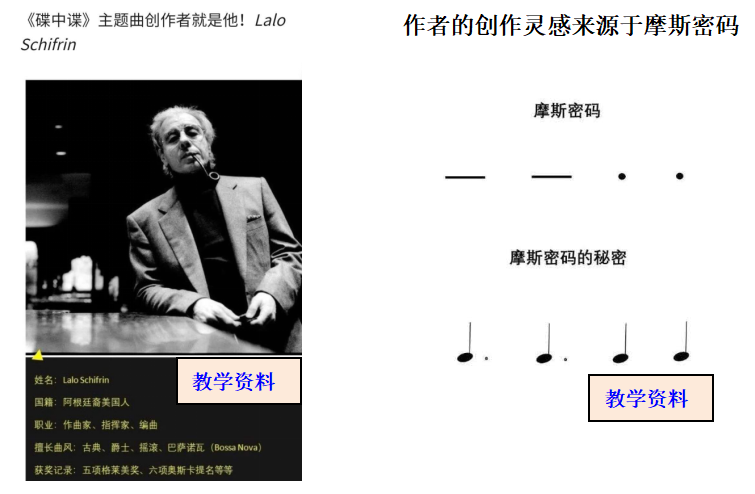 《碟中谍》主题曲创作者就是他！Lalo
Schifrin
姓名：Lalo Schifrin
国籍：阿根廷裔美国人
职业：作曲家、指挥家、编曲
擅长曲风：古典、爵士、摇滚、巴萨诺瓦（Bossa Nova）
获奖记录：五项格莱美奖、六项奥斯卡提名等等
教学资料
作者的创作灵感来源于摩斯密码
摩斯密码
摩斯密码的秘密
教学资料